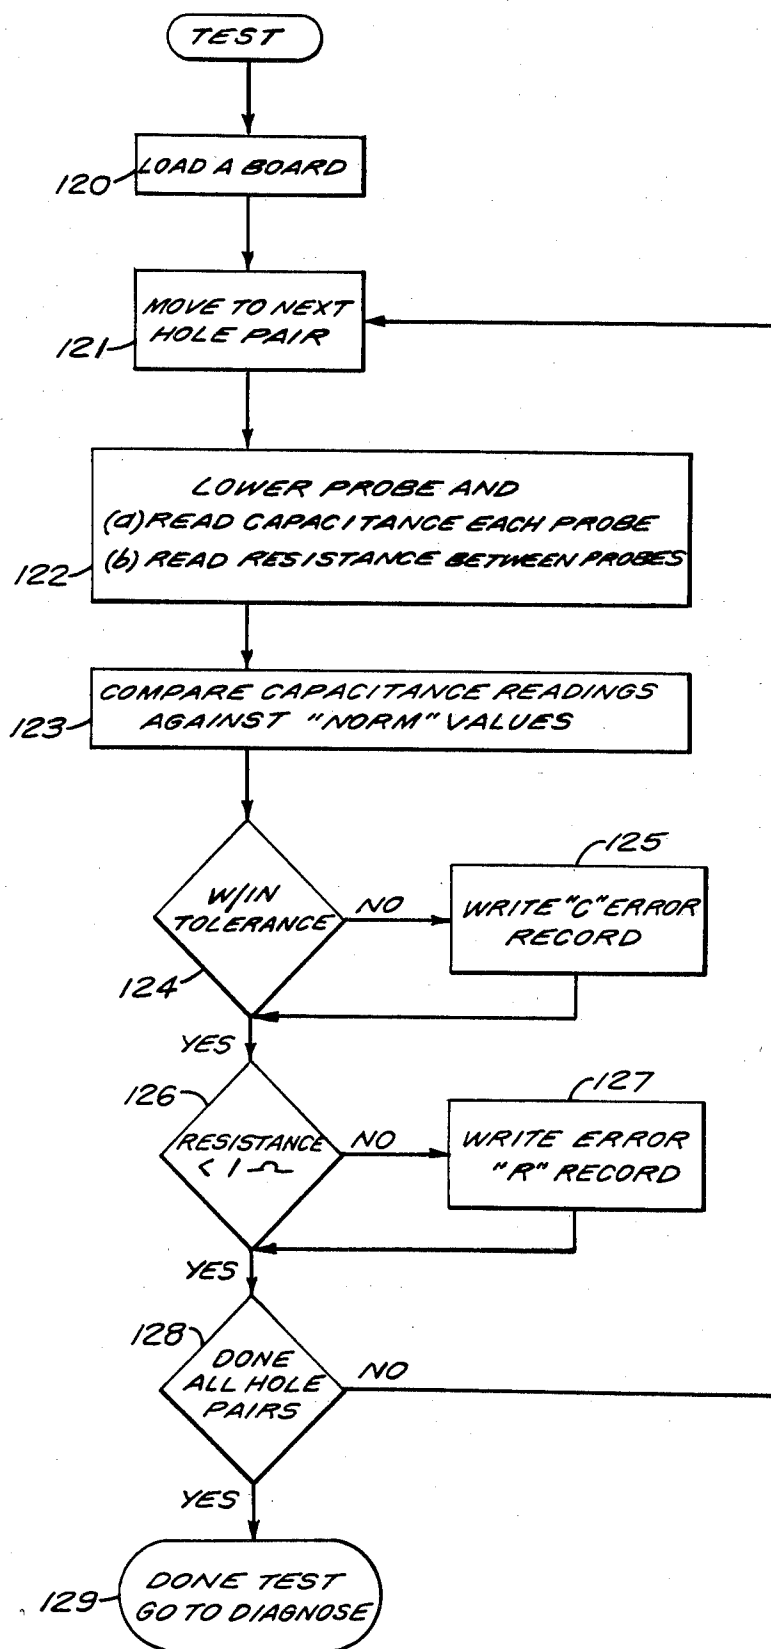 TEST
120
LOAD A BOARD
121
MOVE TO NEXT
HOLE PAIR
122
LOWER PROBE AND
(a) READ CAPACITANCE EACH PROBE
(b) READ RESISTANCE BETWEEN PROBES
123
COMPARE CAPACITANCE READINGS
AGAINST "NORM" VALUES
124
W/IN
TOLERANCE
NO
125
WRITE "C" ERROR
RECORD
YES
126
RESISTANCE
< 1 Ω
NO
127
WRITE ERROR
"R" RECORD
YES
128
DONE
ALL HOLE
PAIRS
NO
YES
129
DONE TEST
GO TO DIAGNOSE